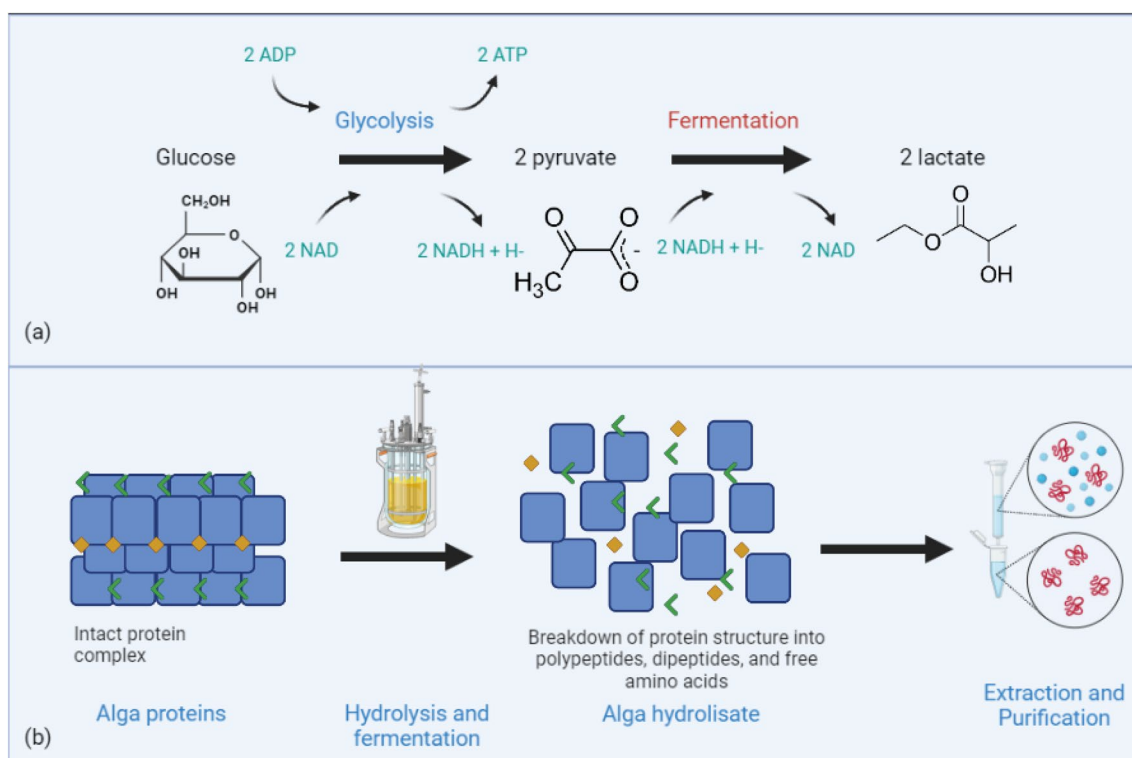 2 ADP
2 ATP
Glycolysis
Fermentation
Glucose
2 pyruvate
2 lactate
CH₂OH
O
OH
OH
OH
OH
2 NAD
2 NADH + H-
O
O
-
H₃C
O
2 NADH + H-
2 NAD
O
O
OH
(a)
Intact protein
complex
Alga proteins
Hydrolysis and
fermentation
Breakdown of protein structure into
polypeptides, dipeptides, and free
amino acids
Alga hydrolisate
Extraction and
Purification
(b)